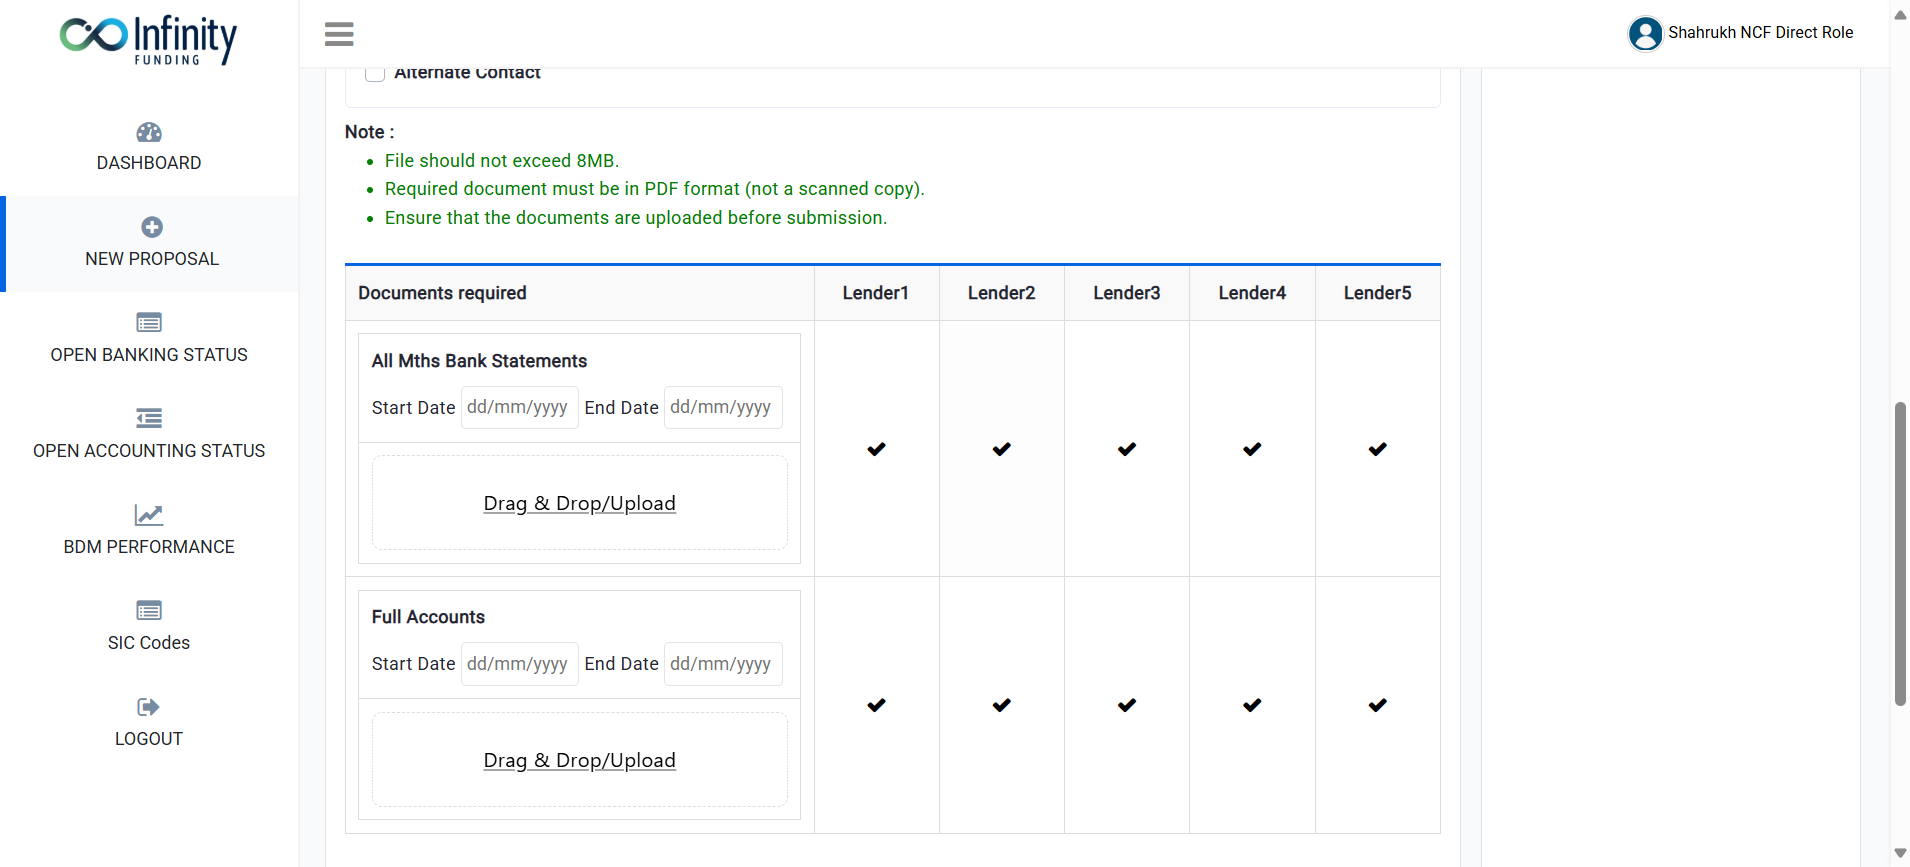 Infinity
FUNDING
Shahrukh NCF Direct Role
DASHBOARD
NEW PROPOSAL
OPEN BANKING STATUS
OPEN ACCOUNTING STATUS
BDM PERFORMANCE
SIC Codes
LOGOUT
Alternate Contact
Note :
File should not exceed 8MB.
Required document must be in PDF format (not a scanned copy).
Ensure that the documents are uploaded before submission.
Documents required Lender1 Lender2 Lender3 Lender4 Lender5
All Mths Bank Statements
Start Date dd/mm/yyyy End Date dd/mm/yyyy
Drag & Drop/Upload
Full Accounts
Start Date dd/mm/yyyy End Date dd/mm/yyyy
Drag & Drop/Upload